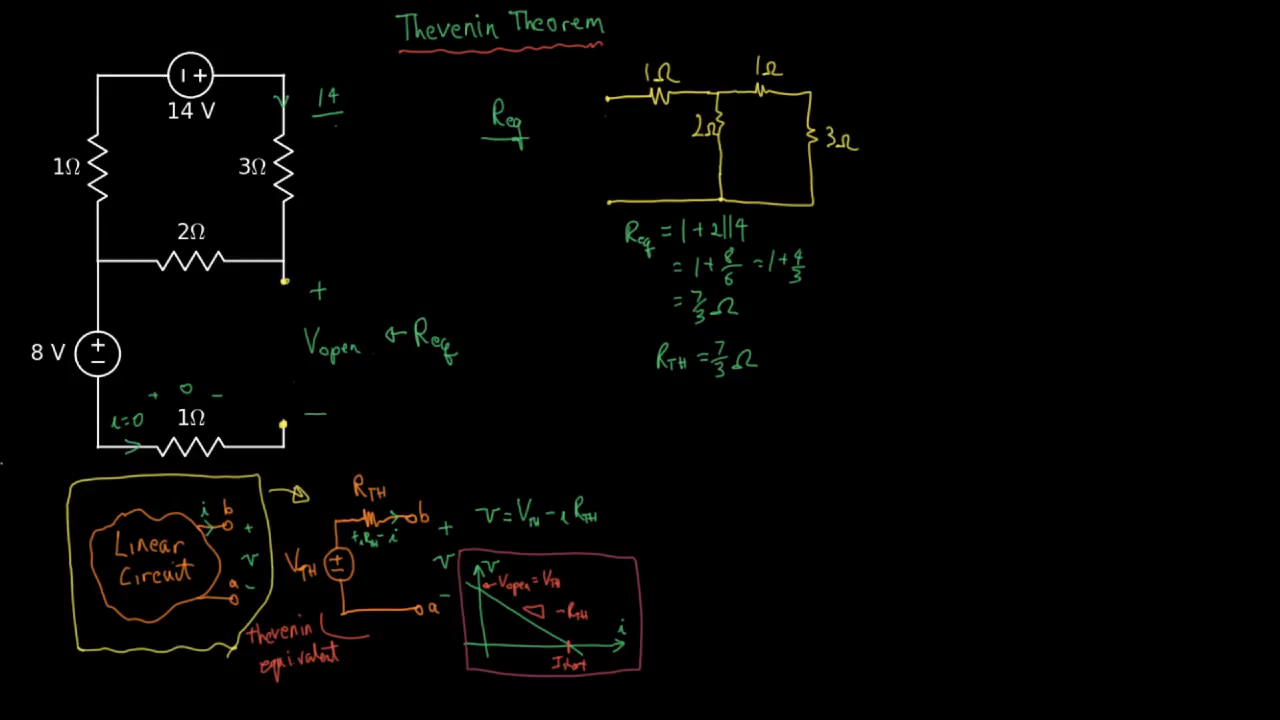 Thevenin Theorem
14 V
14
1Ω
3Ω
2Ω
8 V
+
Vopen ← Req
−
i=0
+ 0 −
1Ω
Req
1Ω
1Ω
2Ω
3Ω
Req = 1 + 2||4
= 1 + 8/6 = 1 + 4/3
= 7/3 Ω
RTH = 7/3 Ω
Linear
Circuit
i b
+
v
−
a
RTH
b
+ iRTH − i
VTH
+
v
−
a
thevenin
equivalent
v = VTH − i RTH
v
Vopen = VTH
−RTH
i
Ishort